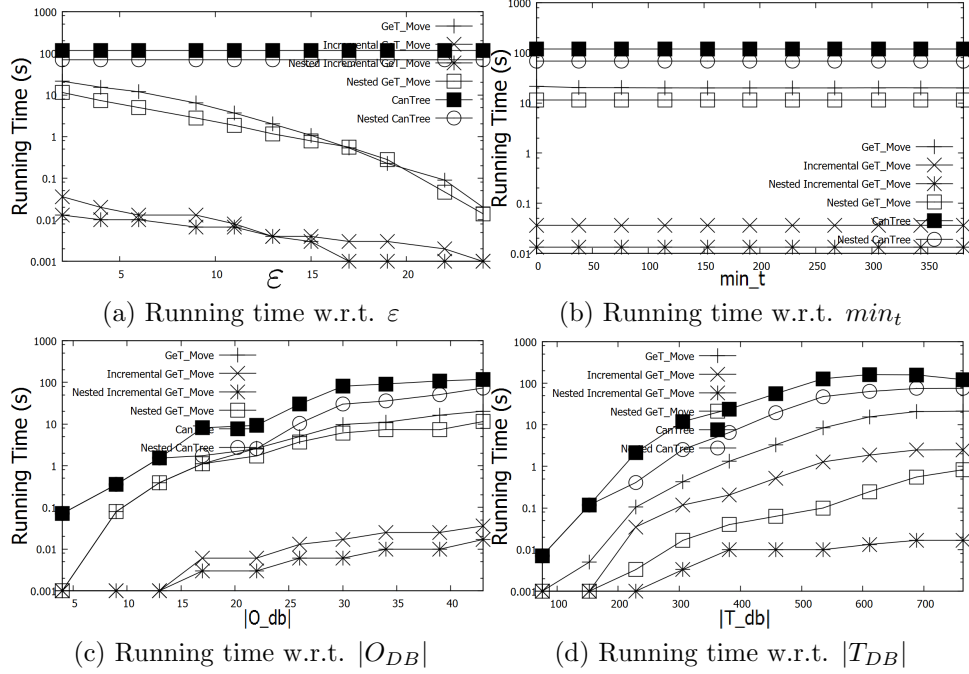 1000
100
10
1
0.1
0.01
0.001
Running Time (s)
GeT_Move
Incremental GeT_Move
Nested Incremental GeT_Move
Nested GeT_Move
CanTree
Nested CanTree
5
10
15
20
ε
(a) Running time w.r.t. ε
1000
100
10
1
0.1
0.01
Running Time (s)
GeT_Move
Incremental GeT_Move
Nested Incremental GeT_Move
Nested GeT_Move
CanTree
Nested CanTree
0
50
100
150
200
250
300
350
min_t
(b) Running time w.r.t. min_t
1000
100
10
1
0.1
0.01
0.001
Running Time (s)
GeT_Move
Incremental GeT_Move
Nested Incremental GeT_Move
Nested GeT_Move
CanTree
Nested CanTree
5
10
15
20
25
30
35
40
|O_db|
(c) Running time w.r.t. |O_DB|
1000
100
10
1
0.1
0.01
0.001
Running Time (s)
GeT_Move
Incremental GeT_Move
Nested Incremental GeT_Move
Nested GeT_Move
CanTree
Nested CanTree
100
200
300
400
500
600
700
|T_db|
(d) Running time w.r.t. |T_DB|